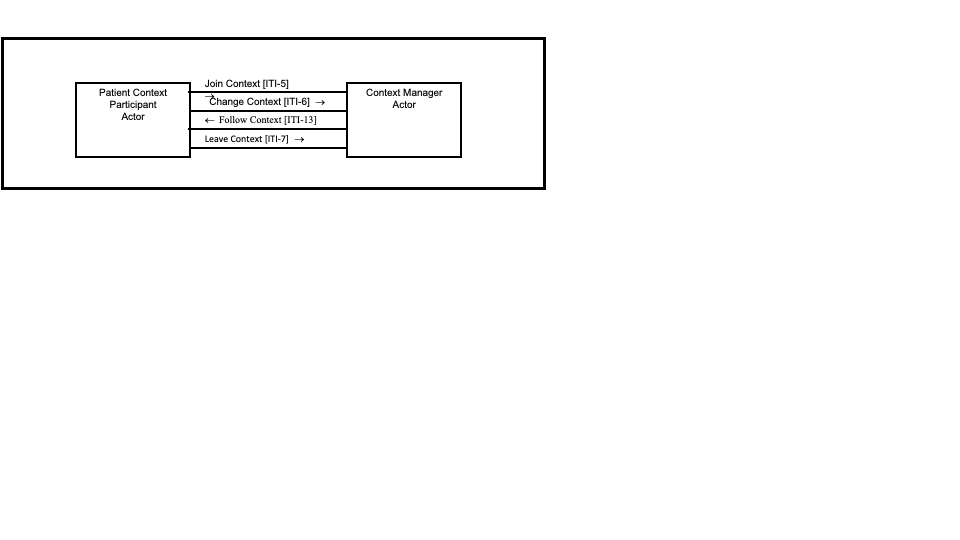 Patient Context
Participant
Actor
Join Context [ITI-5]
→
Change Context [ITI-6] →
← Follow Context [ITI-13]
Leave Context [ITI-7] →
Context Manager
Actor